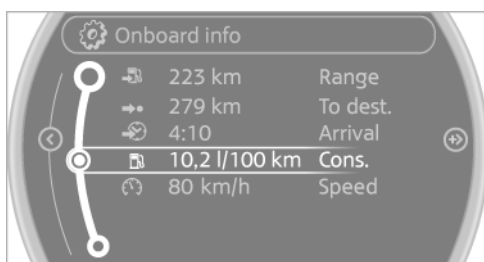 Onboard info
223 km Range
279 km To dest.
4:10 Arrival
10,2 l/100 km Cons.
80 km/h Speed